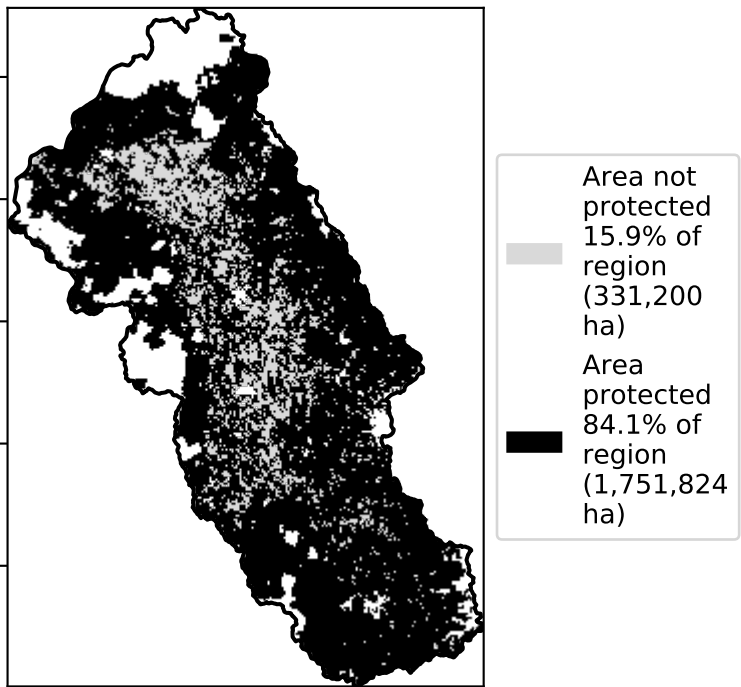 Area not
protected
15.9% of
region
(331,200
ha)
Area
protected
84.1% of
region
(1,751,824
ha)